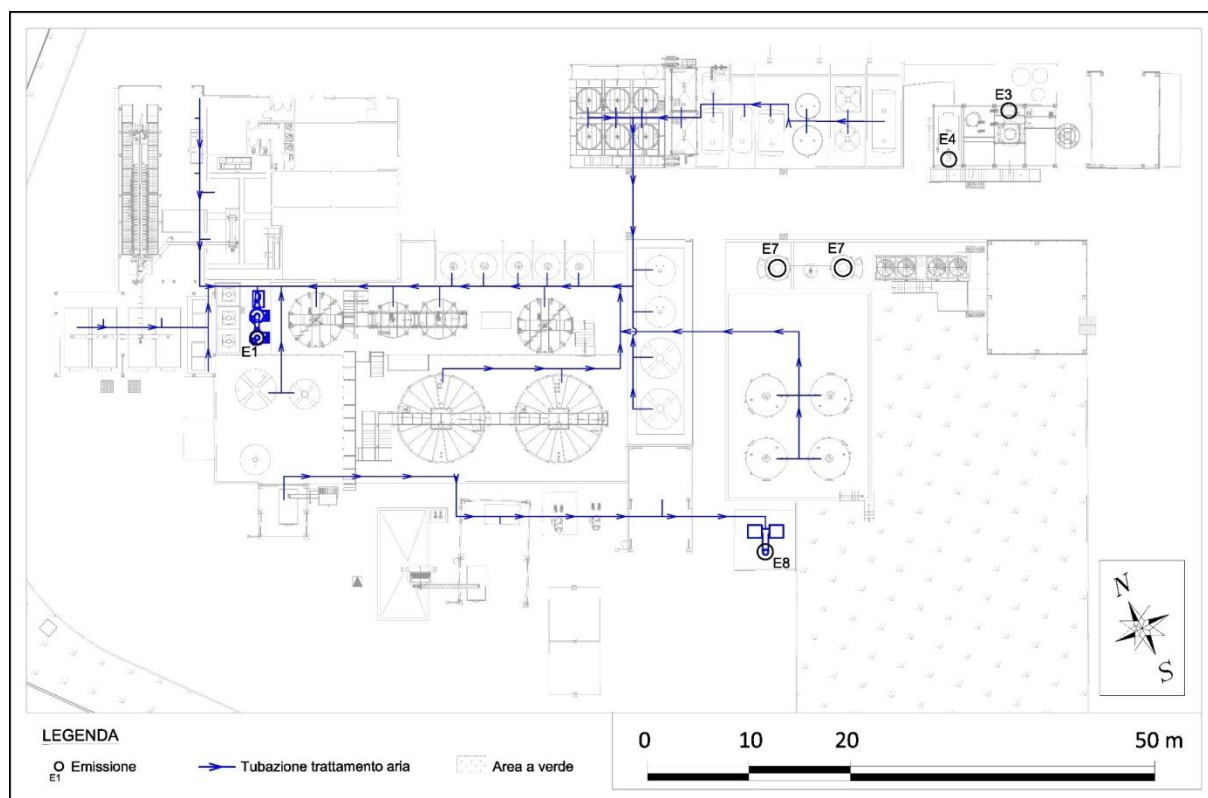 E3
E4
E7 E7
E1
E8
N
S
LEGENDA
E1 Emissione
Tubazione trattamento aria
Area a verde
0 10 20 50 m